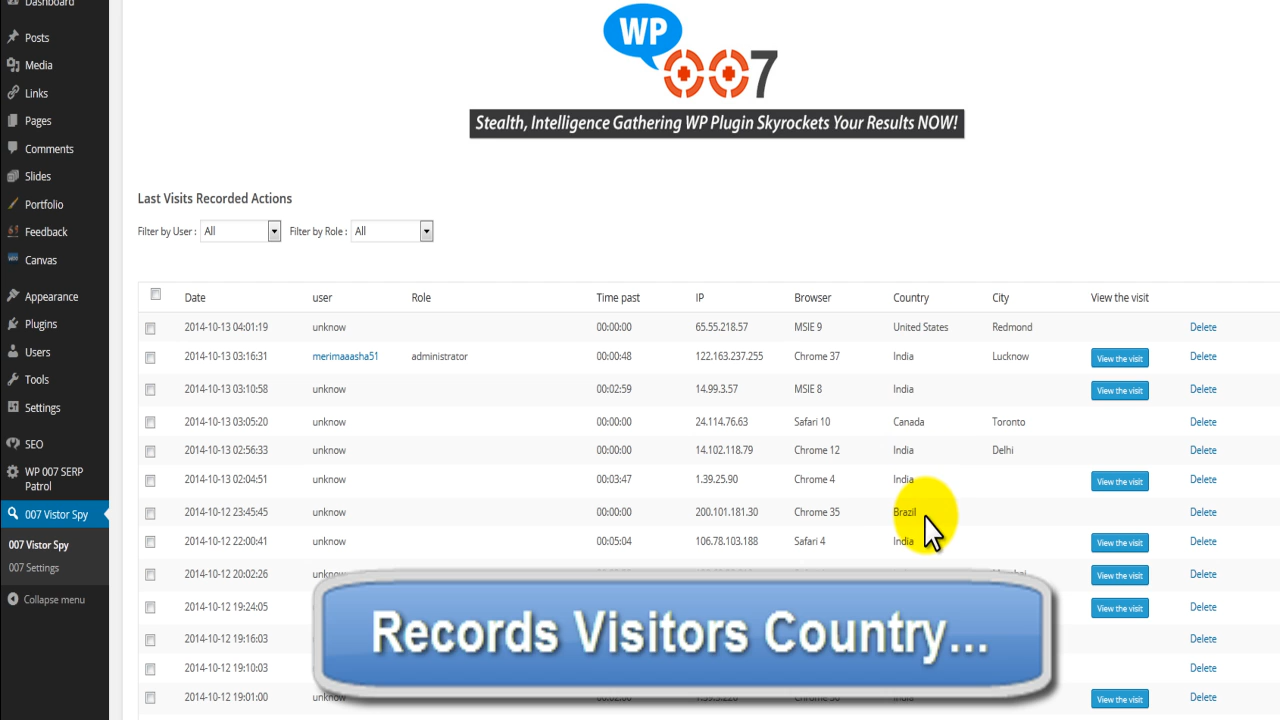 Dashboard
Posts
Media
Links
Pages
Comments
Slides
Portfolio
Feedback
Canvas
Appearance
Plugins
Users
Tools
Settings
SEO
WP 007 SERP
Patrol
007 Vistor Spy
007 Vistor Spy
007 Settings
Collapse menu
WP
007
Stealth, Intelligence Gathering WP Plugin Skyrockets Your Results NOW!
Last Visits Recorded Actions
Filter by User : All Filter by Role : All
Date user Role Time past IP Browser Country City View the visit
2014-10-13 04:01:19 unknow 00:00:00 65.55.218.57 MSIE 9 United States Redmond Delete
2014-10-13 03:16:31 merimaaasha51 administrator 00:00:48 122.163.237.255 Chrome 37 India Lucknow View the visit Delete
2014-10-13 03:10:58 unknow 00:02:59 14.99.3.57 MSIE 8 India View the visit Delete
2014-10-13 03:05:20 unknow 00:00:00 24.114.76.63 Safari 10 Canada Toronto Delete
2014-10-13 02:56:33 unknow 00:00:00 14.102.118.79 Chrome 12 India Delhi Delete
2014-10-13 02:04:51 unknow 00:03:47 1.39.25.90 Chrome 4 India View the visit Delete
2014-10-12 23:45:45 unknow 00:00:00 200.101.181.30 Chrome 35 Brazil Delete
2014-10-12 22:00:41 unknow 00:05:04 106.78.103.188 Safari 4 India View the visit Delete
2014-10-12 20:02:26 unknow View the visit Delete
2014-10-12 19:24:05 View the visit Delete
2014-10-12 19:16:03 Delete
2014-10-12 19:10:03 Delete
2014-10-12 19:01:00 unknow View the visit Delete
Records Visitors Country...